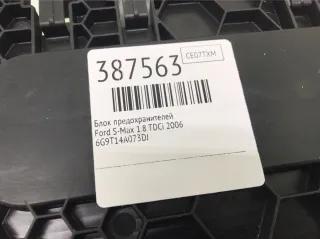 387563
CE07TXM
Блок предохранителей
Ford S-Max 1.8 TDCi 2006
6G9T14A073DJ